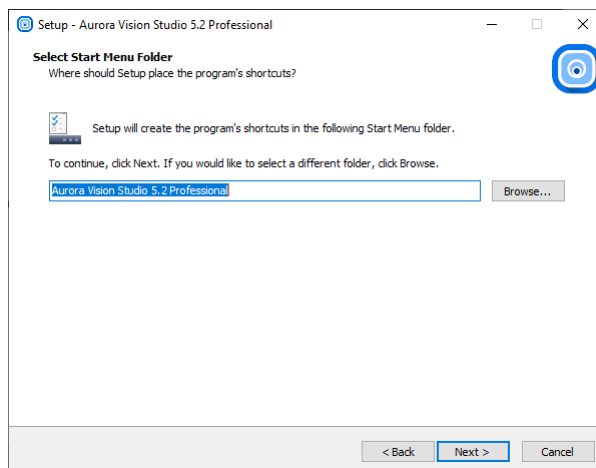 Setup - Aurora Vision Studio 5.2 Professional
Select Start Menu Folder
Where should Setup place the program's shortcuts?
Setup will create the program's shortcuts in the following Start Menu folder.
To continue, click Next. If you would like to select a different folder, click Browse.
Aurora Vision Studio 5.2 Professional
Browse...
< Back
Next >
Cancel